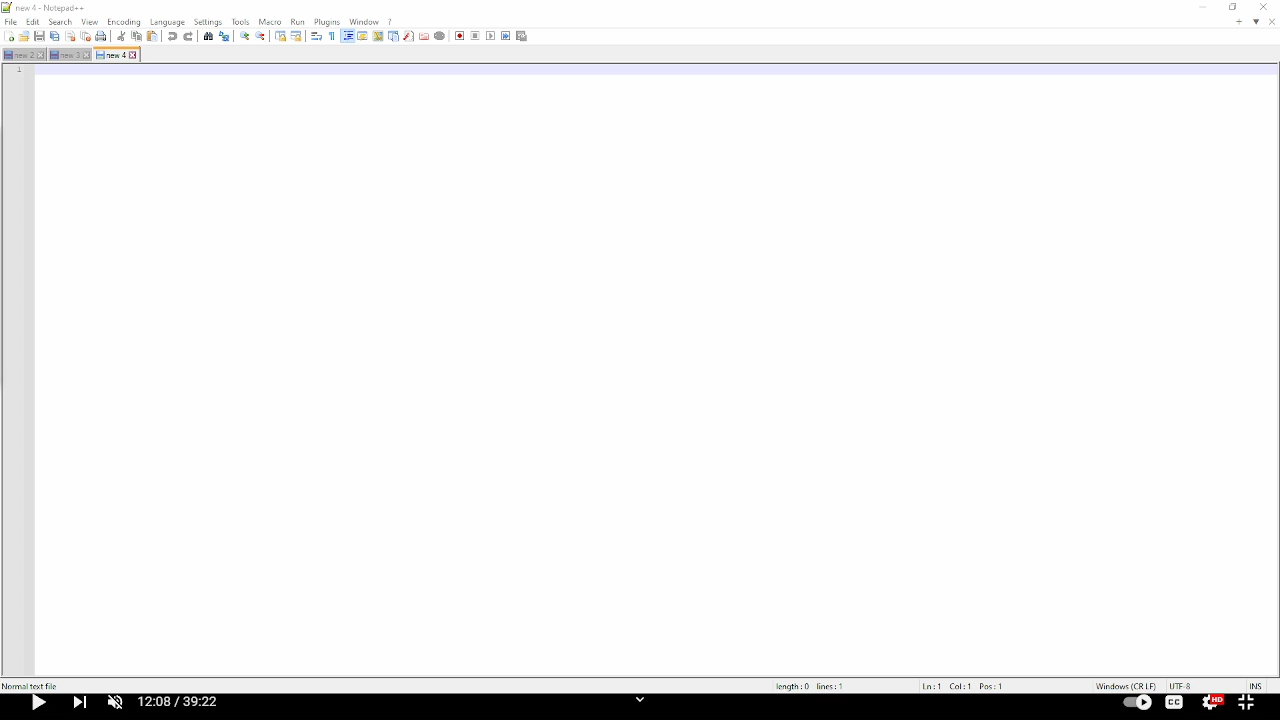 new 4 - Notepad++
File Edit Search View Encoding Language Settings Tools Macro Run Plugins Window ?
new 2 new 3 new 4
1
Normal text file length : 0 lines : 1 Ln : 1 Col : 1 Pos : 1 Windows (CR LF) UTF-8 INS
12:08 / 39:22 CC HD